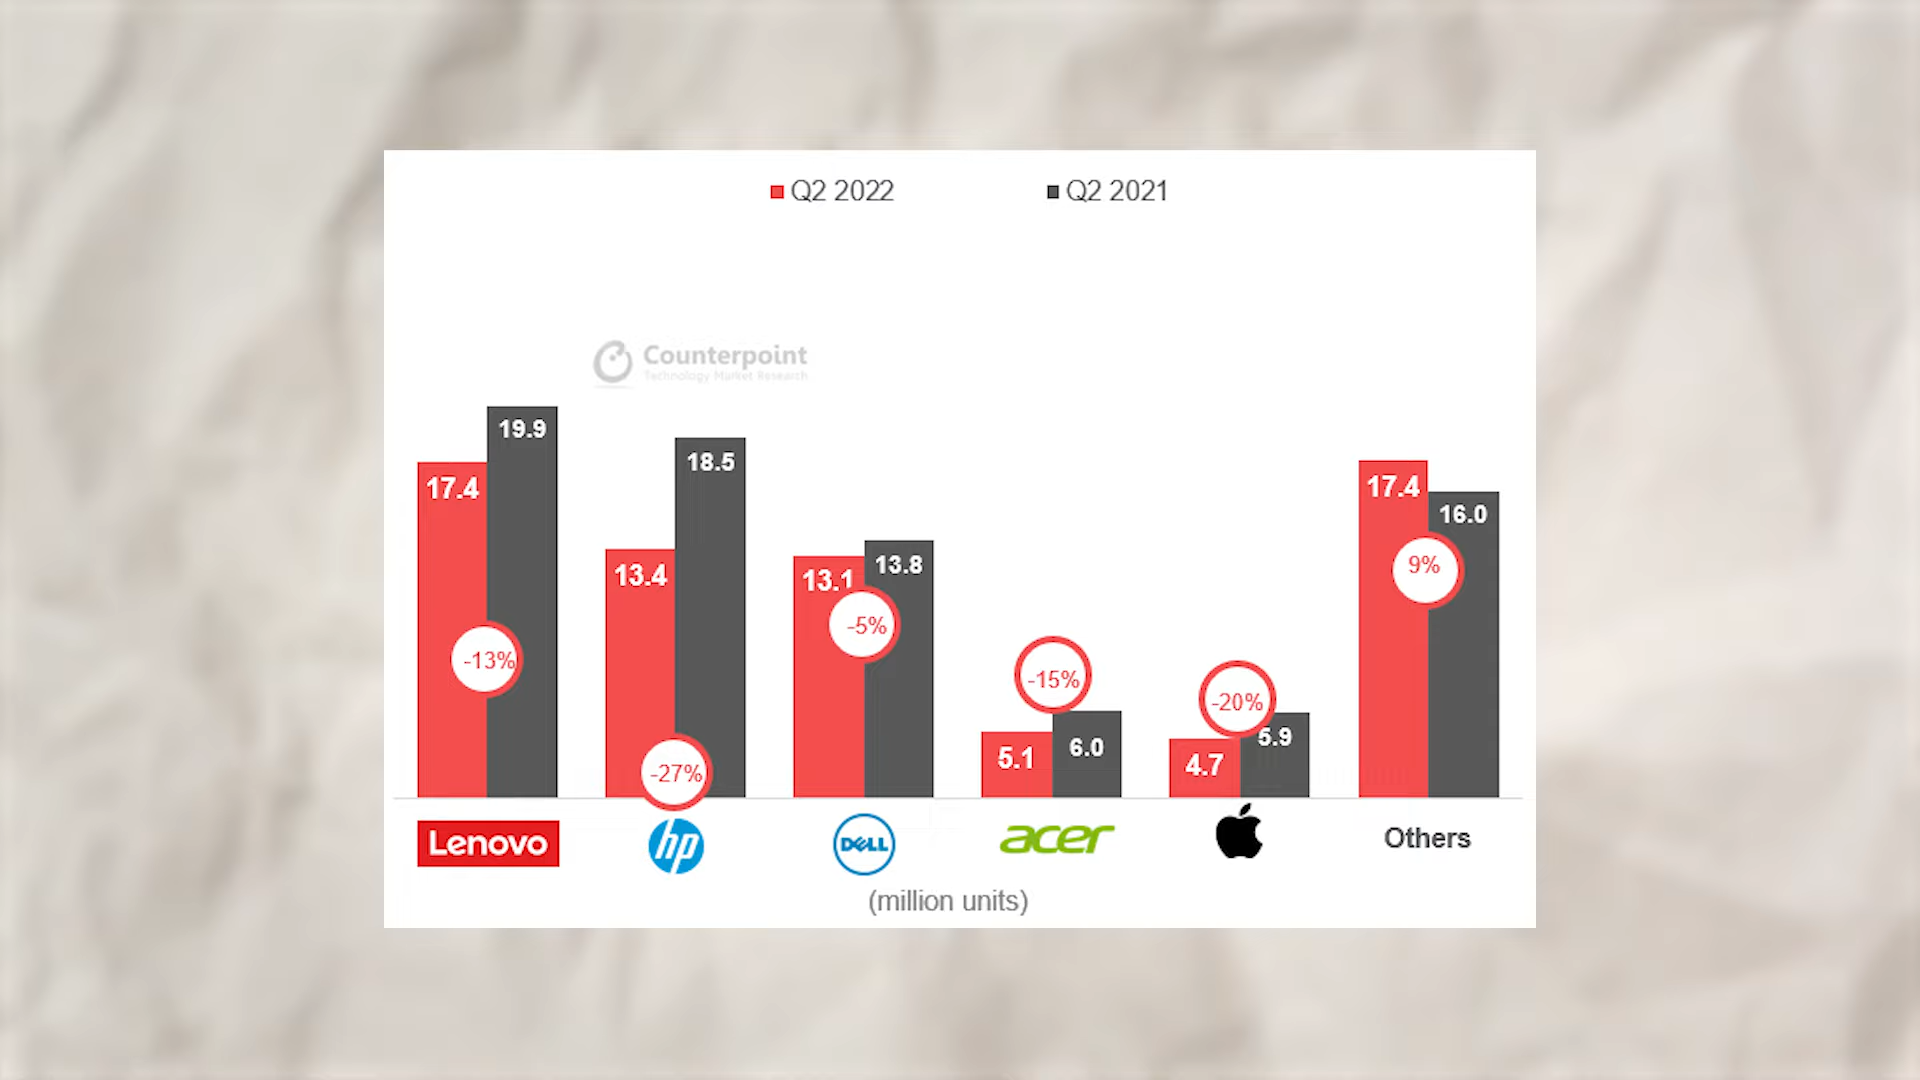 Q2 2022 Q2 2021
Counterpoint
Technology Market Research
19.9
17.4
18.5
13.4
13.1
13.8
17.4
16.0
9%
-5%
-13%
-15%
-20%
-27%
5.1
6.0
4.7
5.9
Lenovo
hp
DELL
acer
Others
(million units)